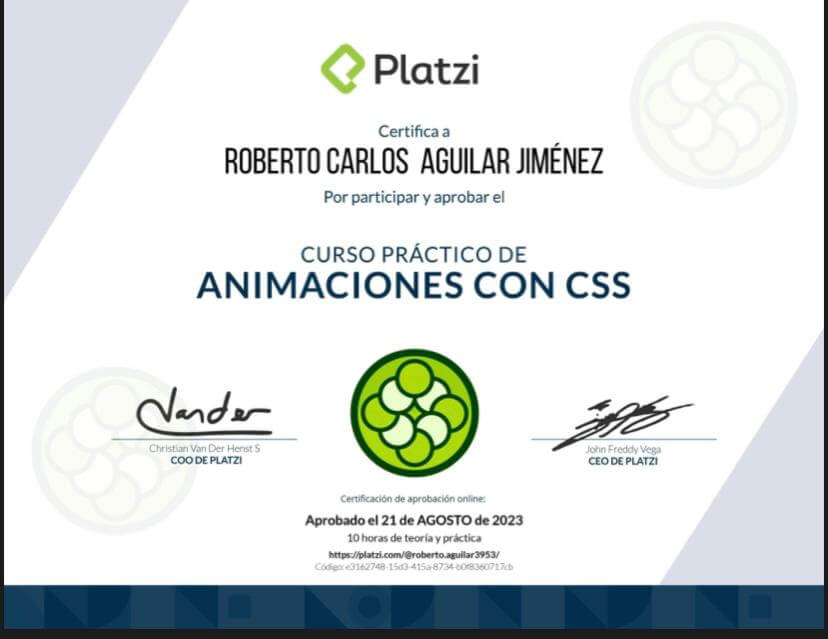 Platzi
Certifica a
ROBERTO CARLOS AGUILAR JIMÉNEZ
Por participar y aprobar el
CURSO PRÁCTICO DE
ANIMACIONES CON CSS
Vander
Christian Van Der Henst S
COO DE PLATZI
John Freddy Vega
CEO DE PLATZI
Certificación de aprobación online:
Aprobado el 21 de AGOSTO de 2023
10 horas de teoría y práctica
https://platzi.com/@roberto.aguilar3953/
Código: e3162748-15d3-415a-8734-b0f8360717cb